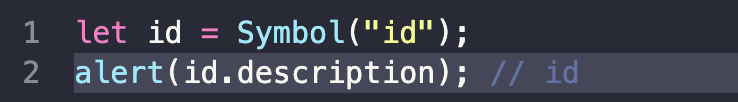 1 let id = Symbol("id");
2 alert(id.description); // id